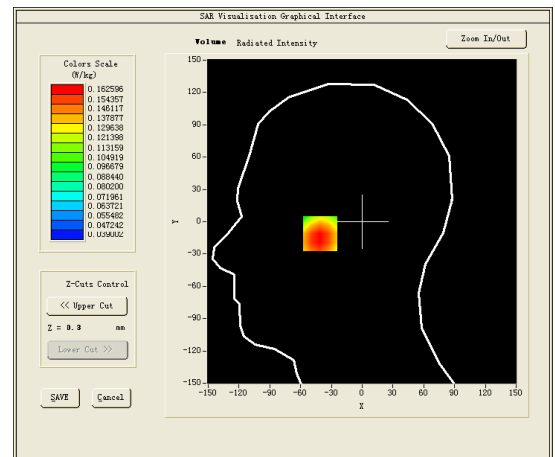 SAR Visualisation Graphical Interface
Volume Radiated Intensity
Zoom In/Out
Colors Scale
(W/kg)
0.162596
0.154357
0.146117
0.137877
0.129638
0.121398
0.113159
0.104919
0.096679
0.088440
0.080200
0.071961
0.063721
0.055482
0.047242
0.039002
Z-Cuts Control
<< Upper Cut
Z = 0.3 mm
Lower Cut >>
SAVE Cancel
150
120
90
60
30
0
-30
-60
-90
-120
-150
Y
-150 -120 -90 -60 -30 0 30 60 90 120 150
X